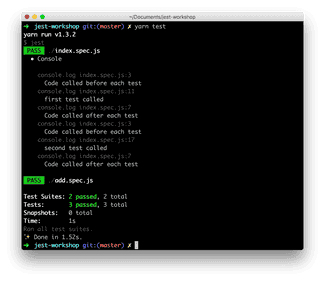 ~/Documents/jest-workshop
➜ jest-workshop git:(master) ✗ yarn test
yarn run v1.3.2
$ jest
PASS ./index.spec.js
● Console
console.log index.spec.js:3
Code called before each test
console.log index.spec.js:11
first test called
console.log index.spec.js:7
Code called after each test
console.log index.spec.js:3
Code called before each test
console.log index.spec.js:17
second test called
console.log index.spec.js:7
Code called after each test
PASS ./add.spec.js
Test Suites: 2 passed, 2 total
Tests: 3 passed, 3 total
Snapshots: 0 total
Time: 1s
Ran all test suites.
✨ Done in 1.52s.
➜ jest-workshop git:(master) ✗